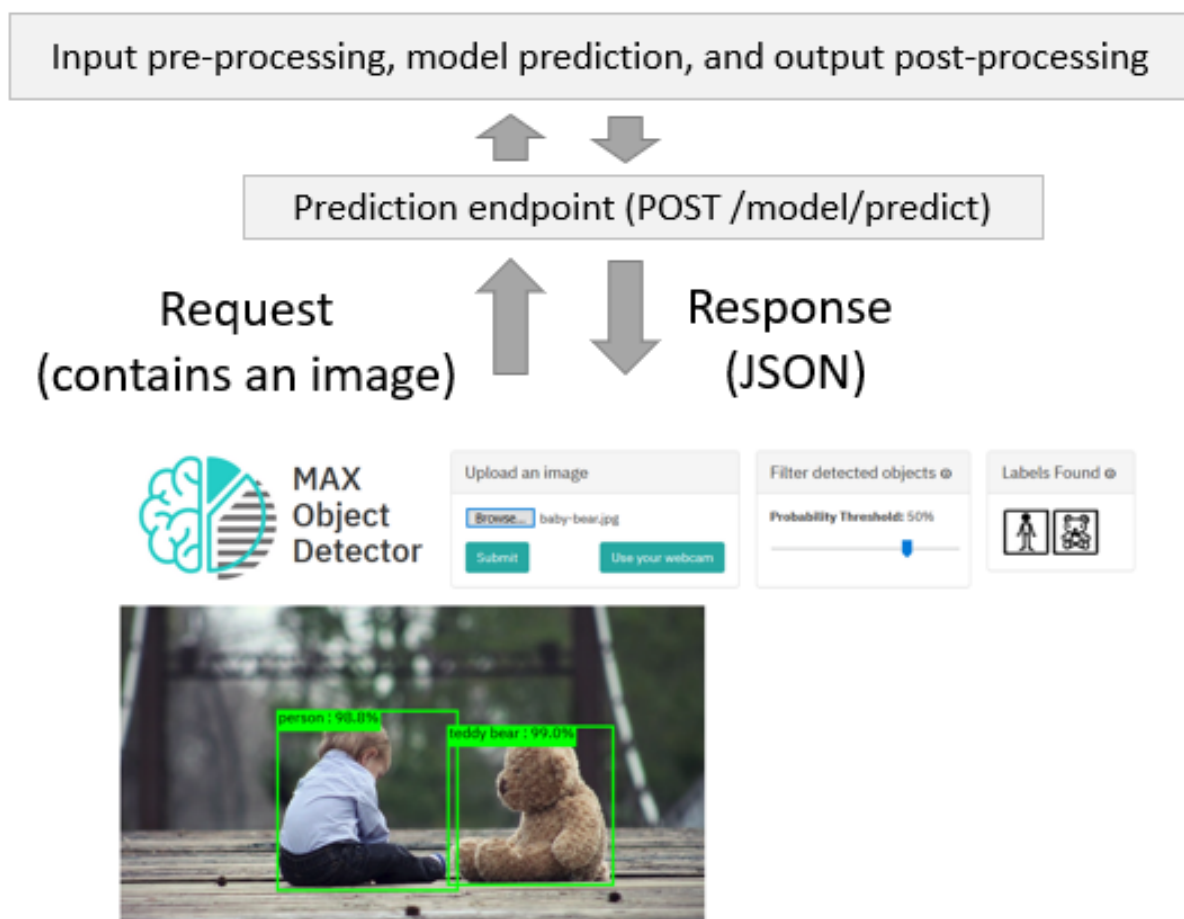 Input pre-processing, model prediction, and output post-processing
Prediction endpoint (POST /model/predict)
Request
(contains an image)
Response
(JSON)
MAX
Object
Detector
Upload an image
Browse... baby-bear.jpg
Submit
Use your webcam
Filter detected objects
Probability Threshold: 50%
Labels Found
person : 98.8%
teddy bear : 99.0%